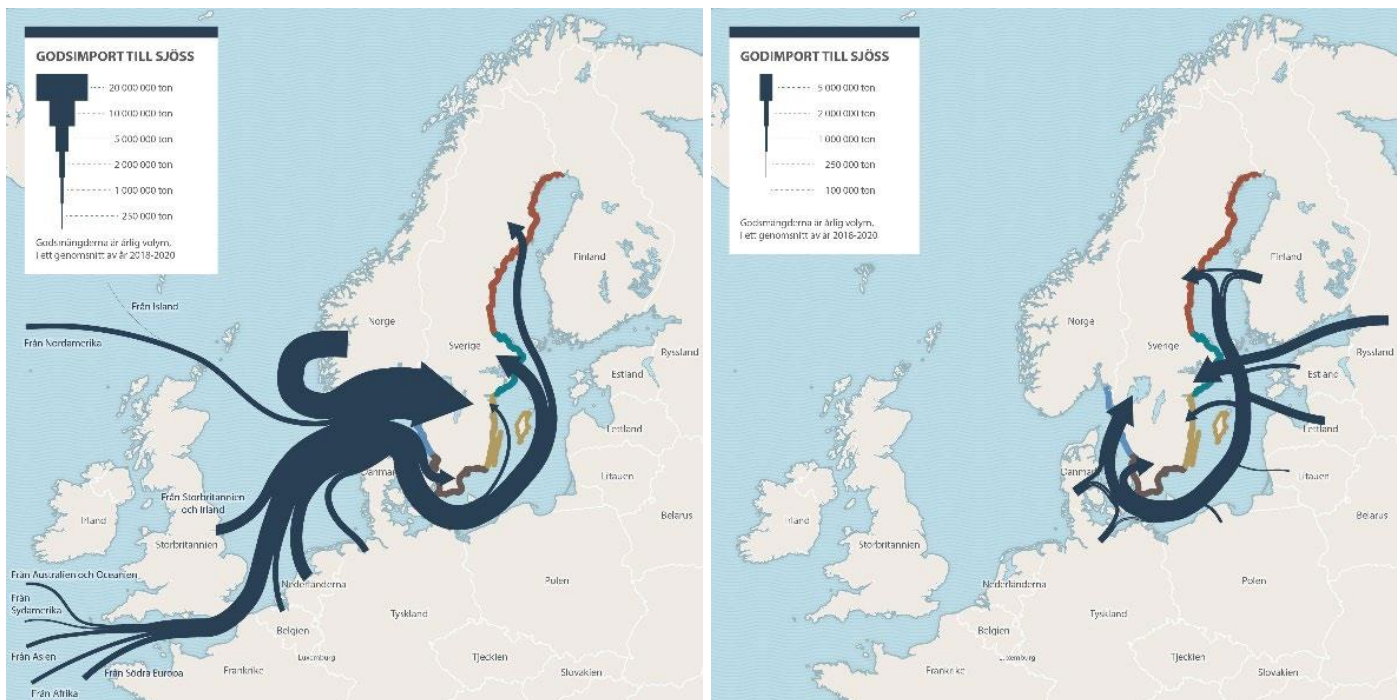 GODSIMPORT TILL SJÖSS
20 000 000 ton
10 000 000 ton
5 000 000 ton
2 000 000 ton
1 000 000 ton
250 000 ton
Godsmängderna är årlig volym,
i ett genomsnitt av år 2018-2020
Från Island
Från Nordamerika
Norge
Sverige
Finland
Ryssland
Estland
Lettland
Litauen
Belarus
Danmark
Från Storbritannien
och Irland
Irland
Storbritannien
Från Australien och Oceanien
Från
Sydamerika
Från Asien
Från Afrika
Från Södra Europa
Nederländerna
Belgien
Luxemburg
Frankrike
Tyskland
Polen
Tjeckien
Slovakien
GODIMPORT TILL SJÖSS
5 000 000 ton
2 000 000 ton
1 000 000 ton
250 000 ton
100 000 ton
Godsmängderna är årlig volym,
i ett genomsnitt av år 2018-2020
Norge
Sverige
Finland
Ryssland
Estland
Lettland
Litauen
Belarus
Danmark
Irland
Storbritannien
Nederländerna
Belgien
Luxemburg
Frankrike
Tyskland
Polen
Tjeckien
Slovakien